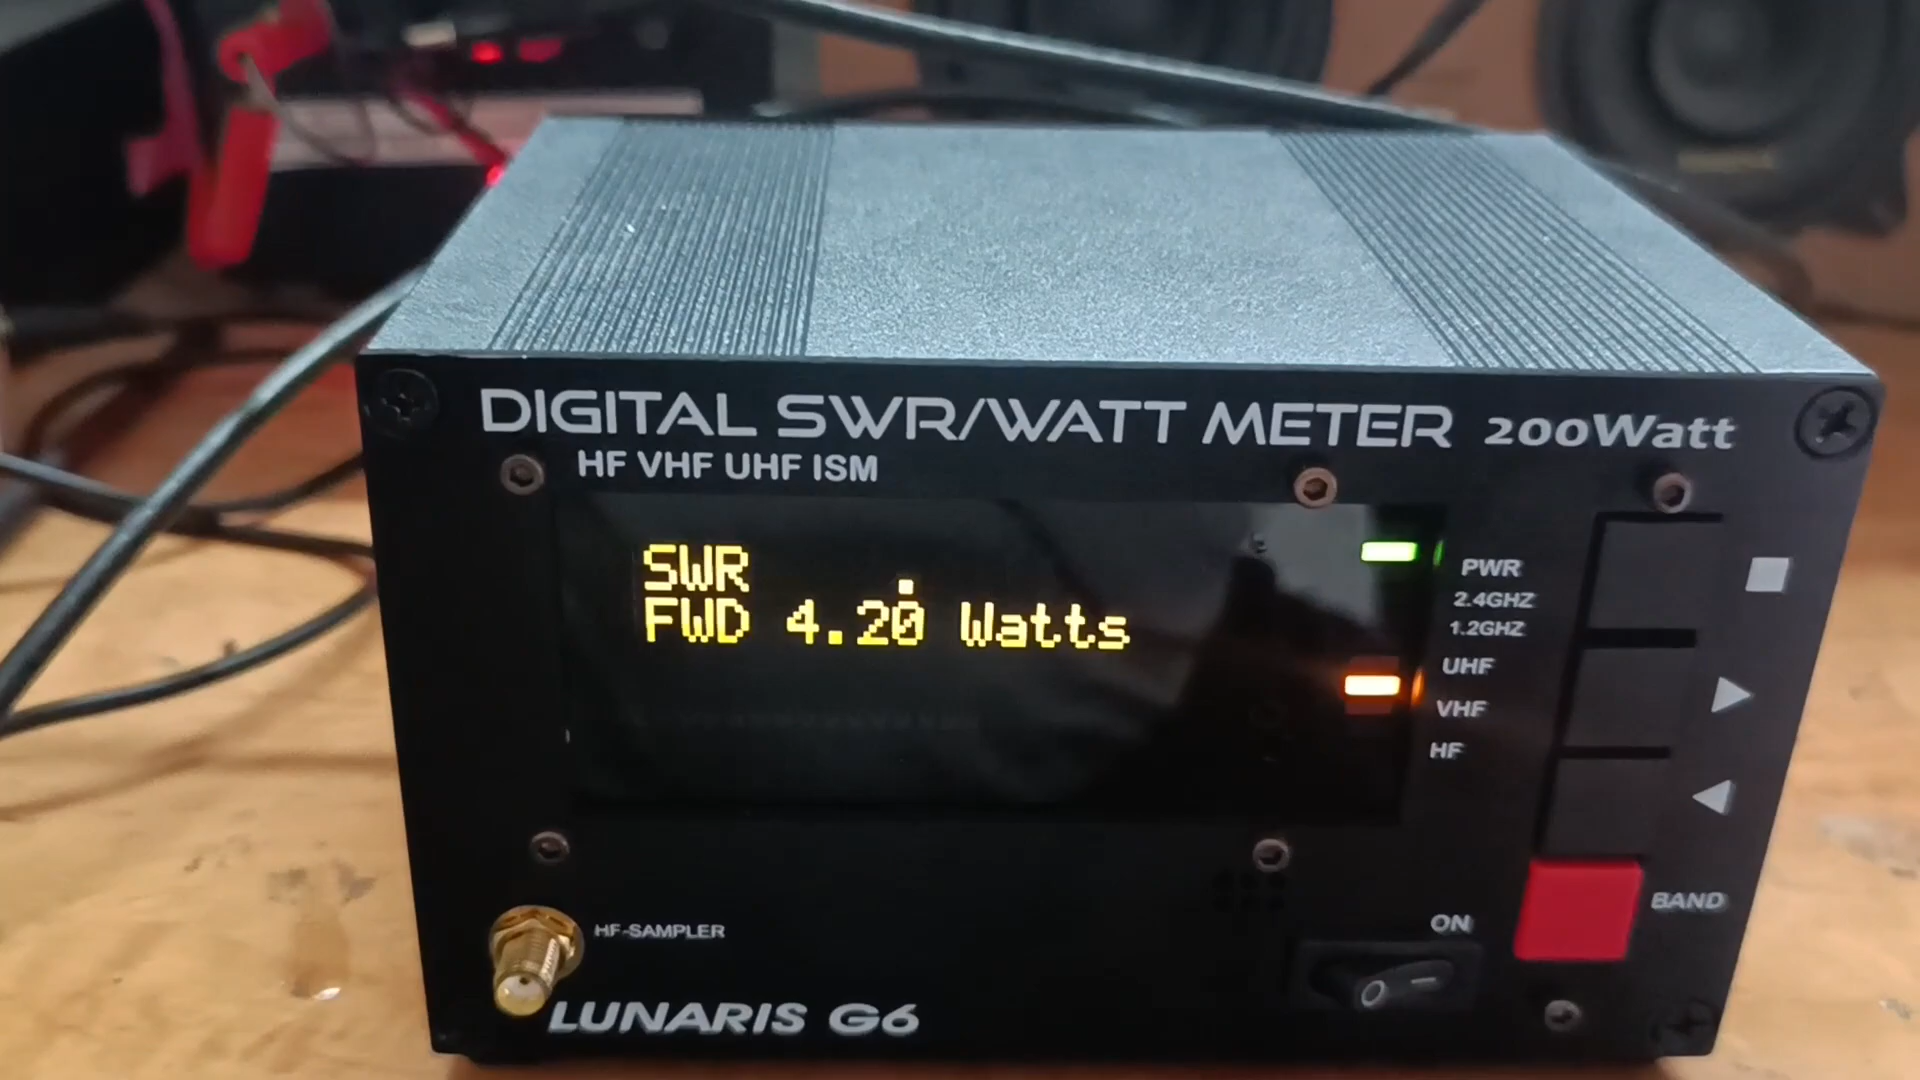 DIGITAL SWR/WATT METER 200Watt
HF VHF UHF ISM
SWR
FWD 4.20 Watts
PWR
2.4GHZ
1.2GHZ
UHF
VHF
HF
BAND
ON
HF-SAMPLER
LUNARIS G6